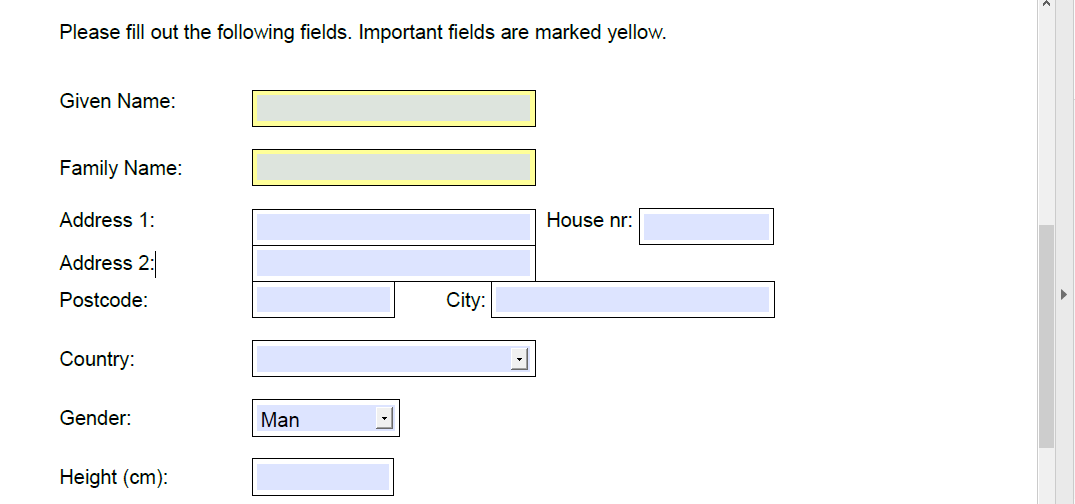 Please fill out the following fields. Important fields are marked yellow.
Given Name:
Family Name:
Address 1: House nr:
Address 2:
Postcode: City:
Country:
Gender: Man
Height (cm):